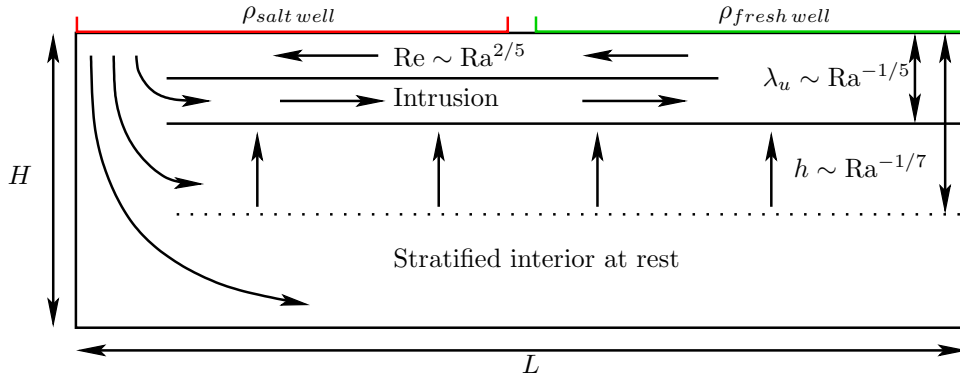 ρ_{salt well} ρ_{fresh well}
Re ∼ Ra^{2/5}
λ_u ∼ Ra^{−1/5}
Intrusion
H
h ∼ Ra^{−1/7}
Stratified interior at rest
L